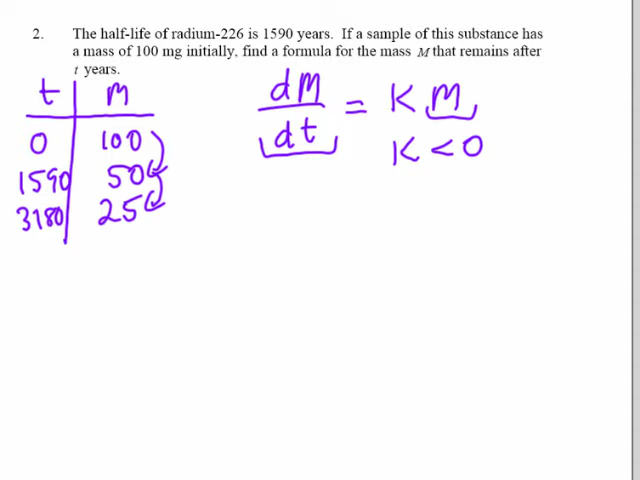 2. The half-life of radium-226 is 1590 years. If a sample of this substance has
a mass of 100 mg initially, find a formula for the mass M that remains after
t years.
t M
0 100
1590 50
3180 25
dM/dt = KM
K < 0